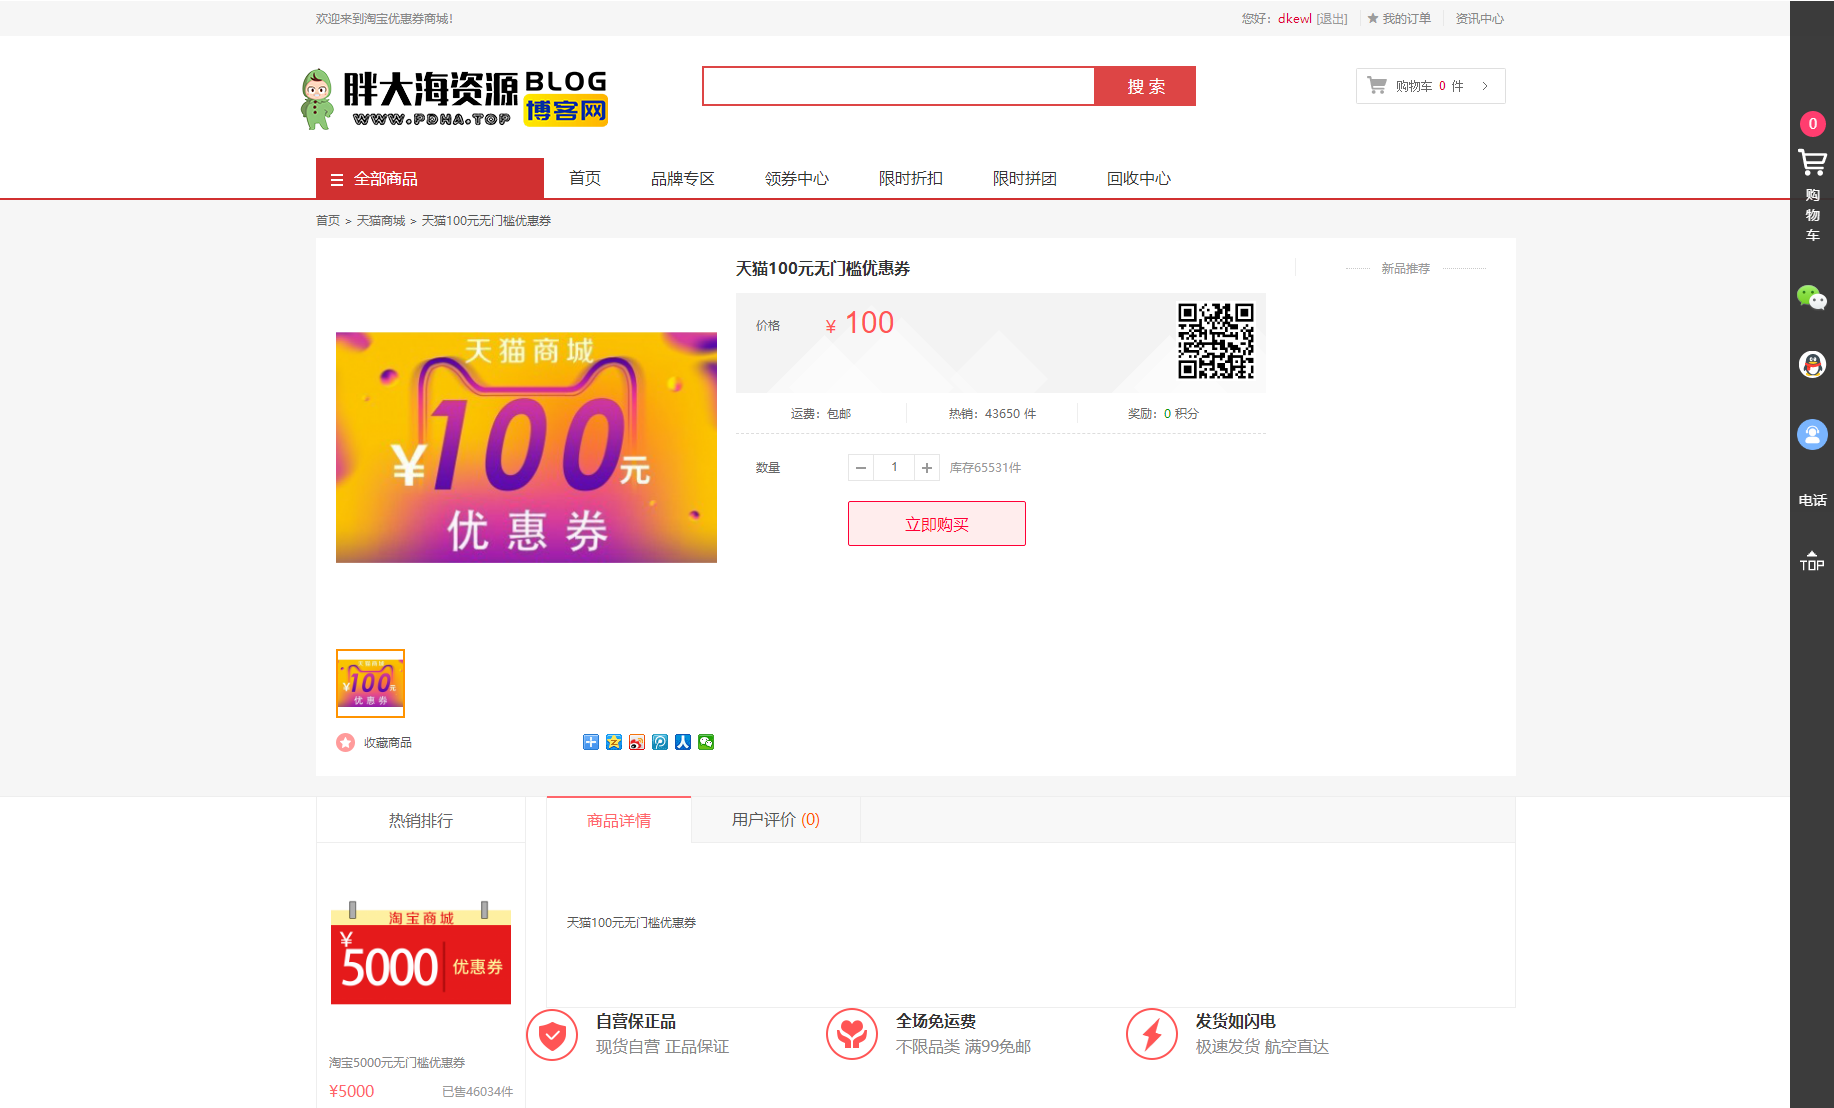 欢迎来到淘宝优惠券商城！
您好：dkewl [退出] ★ 我的订单 资讯中心
胖大海资源 BLOG
WWW.PDHA.TOP 博客网
搜 索
购物车 0 件 >
全部商品 首页 品牌专区 领券中心 限时折扣 限时拼团 回收中心
首页 > 天猫商城 > 天猫100元无门槛优惠券
天猫商城
¥100元
优惠券
天猫100元无门槛优惠券
价格 ¥ 100
运费：包邮 热销：43650 件 奖励：0 积分
数量 1 库存65531件
立即购买
新品推荐
天猫商城
¥100元
优惠券
收藏商品
热销排行
淘宝商城
¥
5000 优惠券
淘宝5000元无门槛优惠券
¥5000 已售46034件
商品详情 用户评价 (0)
天猫100元无门槛优惠券
自营保正品
现货自营 正品保证
全场免运费
不限品类 满99免邮
发货如闪电
极速发货 航空直达
0
购
物
车
电话
TOP